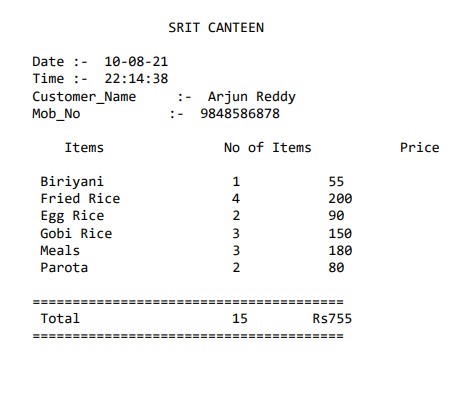 SRIT CANTEEN
Date :- 10-08-21
Time :- 22:14:38
Customer_Name :- Arjun Reddy
Mob_No :- 9848586878
Items No of Items Price
Biriyani 1 55
Fried Rice 4 200
Egg Rice 2 90
Gobi Rice 3 150
Meals 3 180
Parota 2 80
=======================================
Total 15 Rs755
=======================================